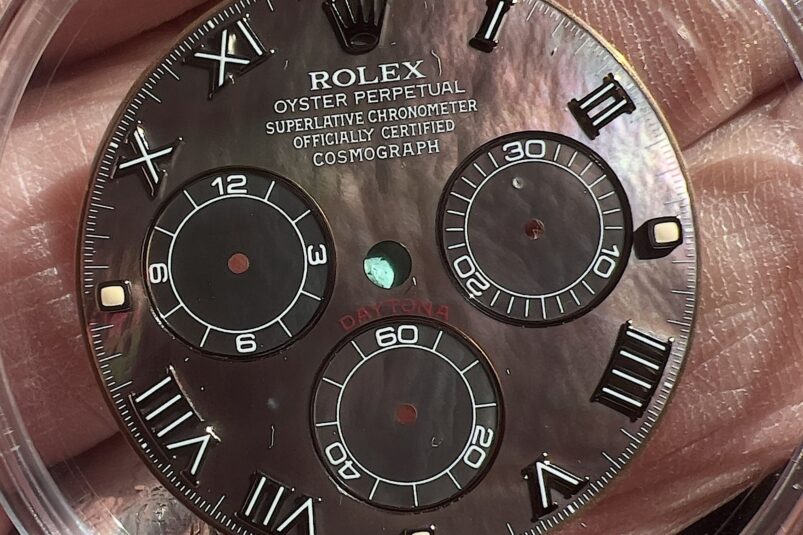 ROLEX
OYSTER PERPETUAL
SUPERLATIVE CHRONOMETER
OFFICIALLY CERTIFIED
COSMOGRAPH
DAYTONA
I
II
IIII
V
VII
VIII
X
XI
12
3
6
9
30
10
20
60
20
40